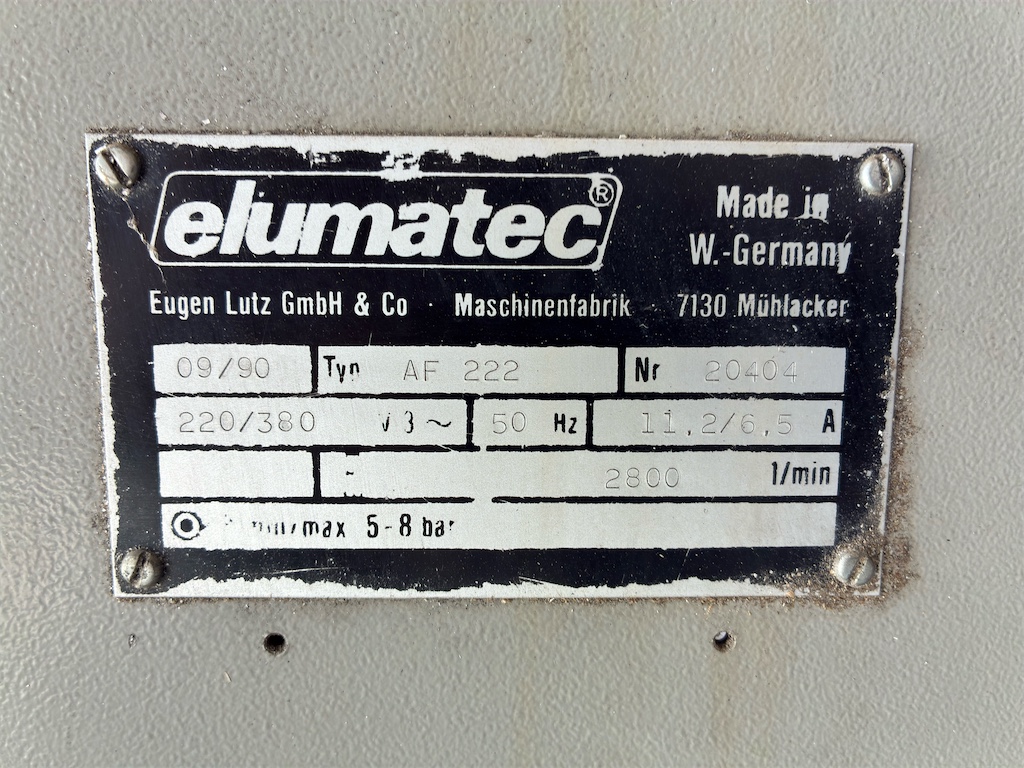 elumatec®
Made in
W.-Germany
Eugen Lutz GmbH & Co · Maschinenfabrik · 7130 Mühlacker
09/90 Typ AF 222 Nr 20404
220/380 V 3 ~ 50 Hz 11,2/6,5 A
2800 1/min
min/max 5-8 bar